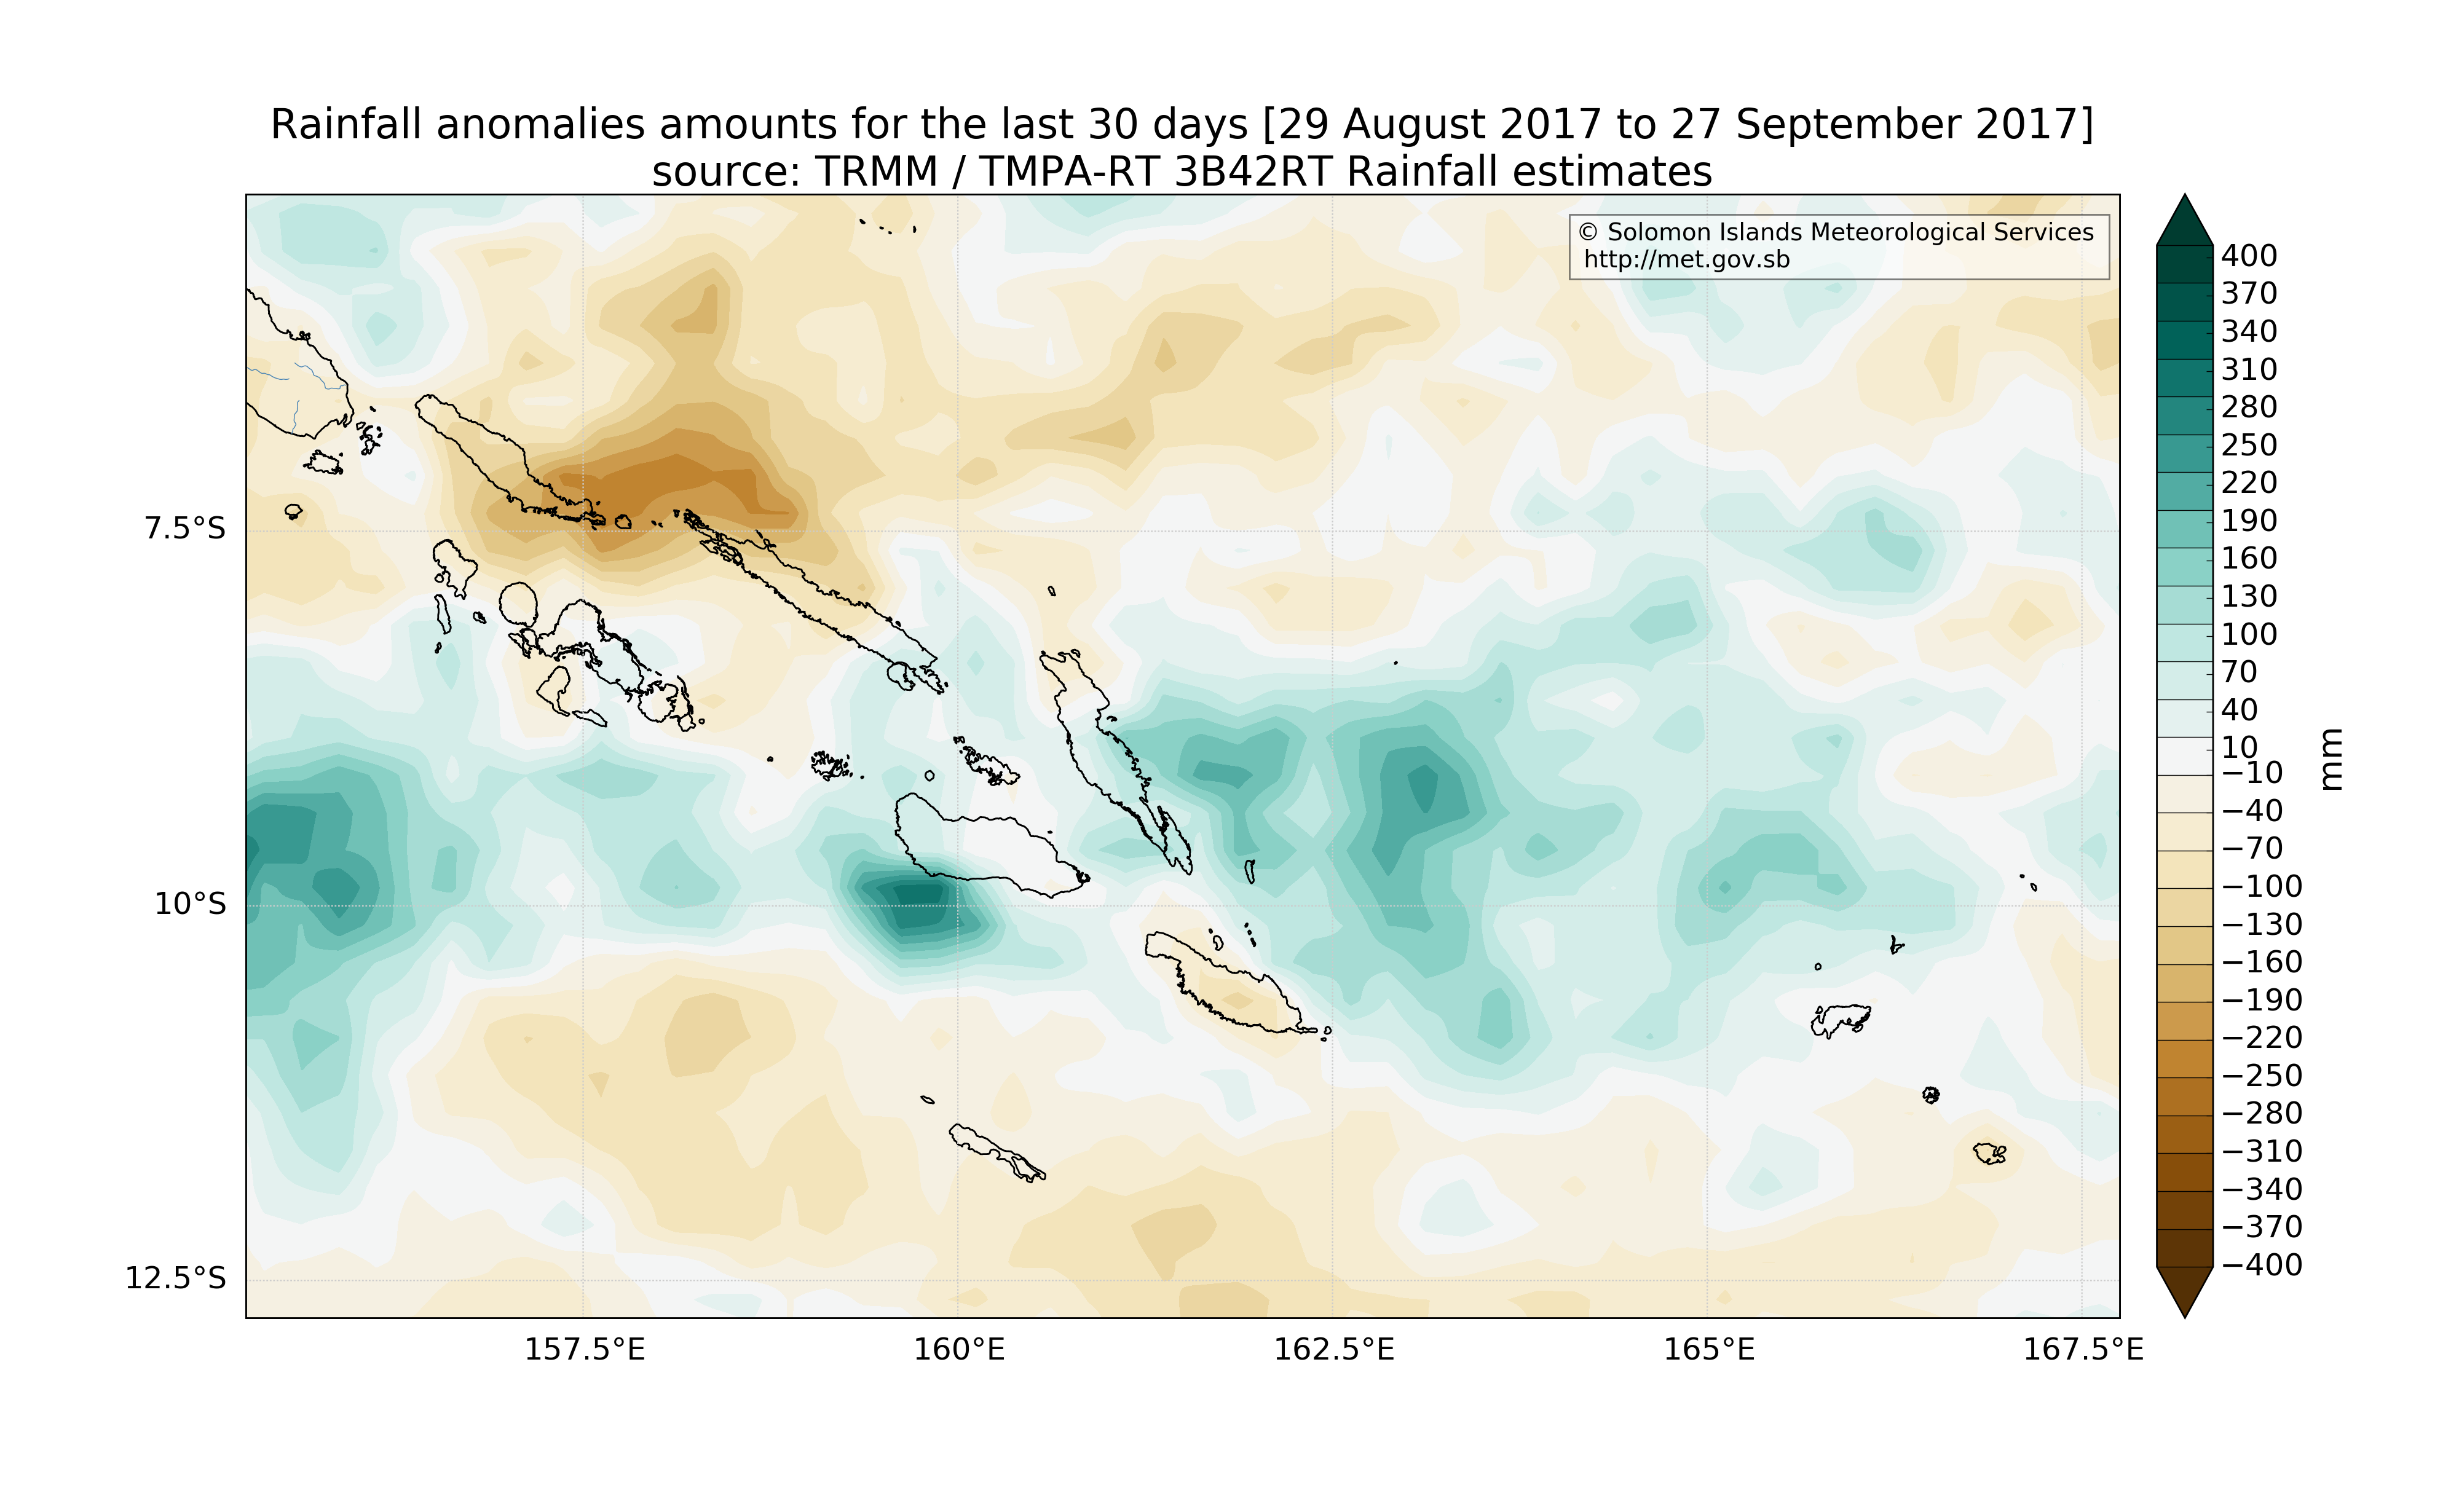 Rainfall anomalies amounts for the last 30 days [29 August 2017 to 27 September 2017]
source: TRMM / TMPA-RT 3B42RT Rainfall estimates
© Solomon Islands Meteorological Services
http://met.gov.sb
7.5°S
10°S
12.5°S
157.5°E
160°E
162.5°E
165°E
167.5°E
400
370
340
310
280
250
220
190
160
130
100
70
40
10
−10
−40
−70
−100
−130
−160
−190
−220
−250
−280
−310
−340
−370
−400
mm